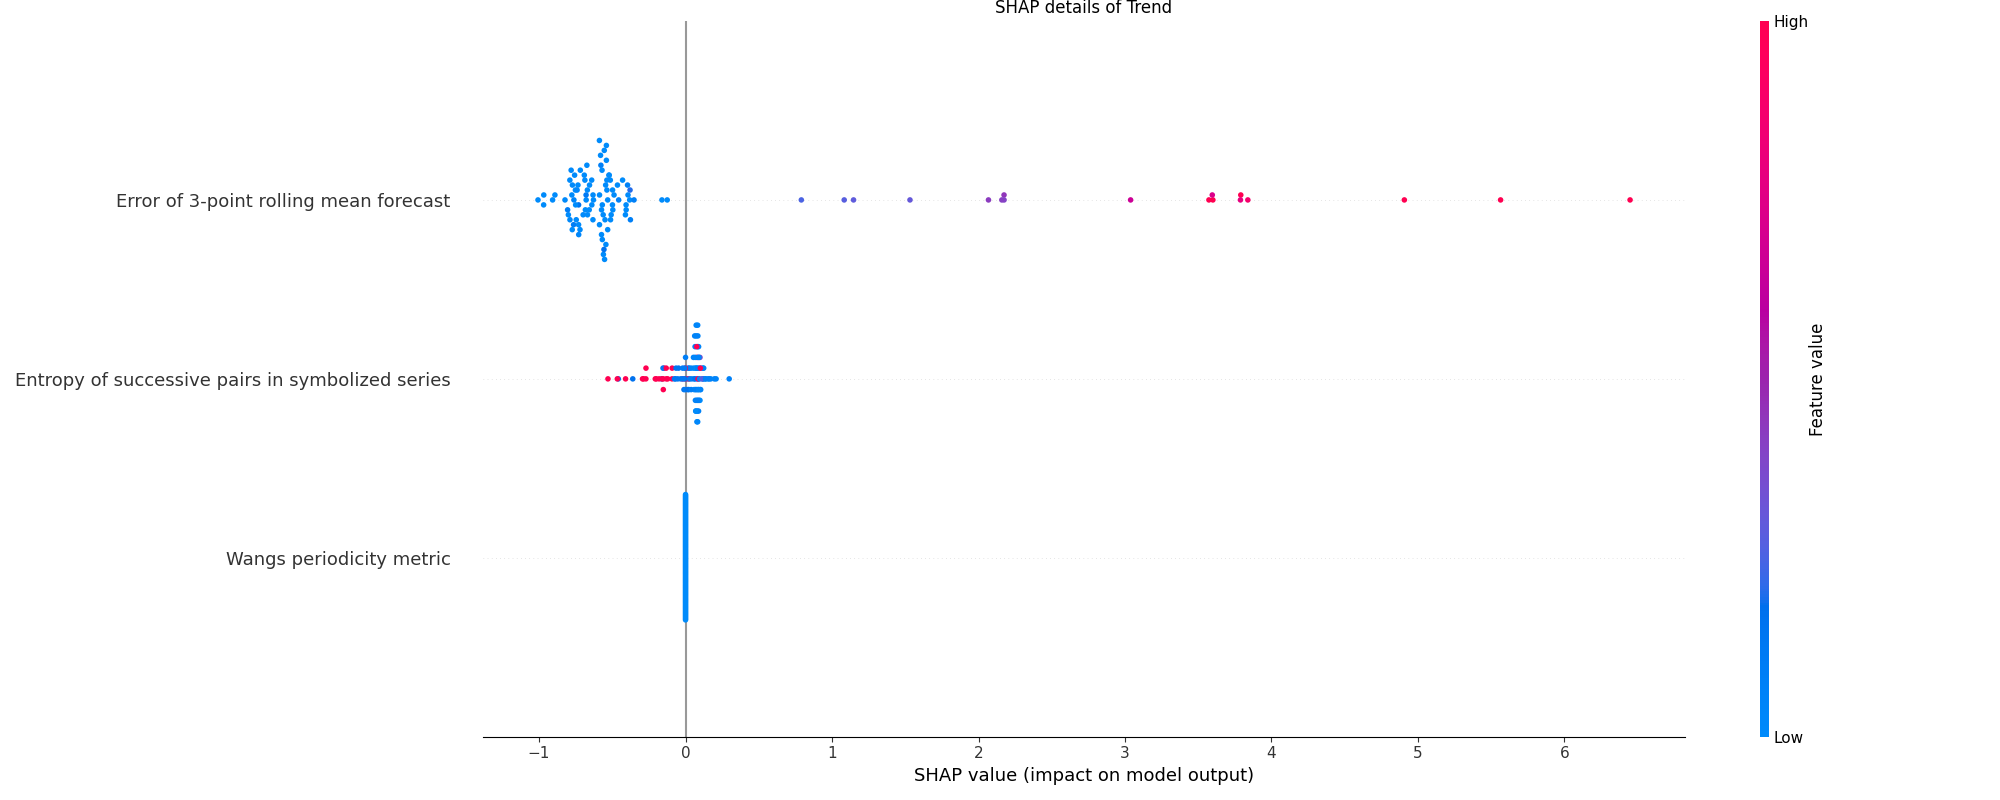 SHAP details of Trend
High
Error of 3-point rolling mean forecast
Entropy of successive pairs in symbolized series
Wangs periodicity metric
Feature value
Low
−1 0 1 2 3 4 5 6
SHAP value (impact on model output)